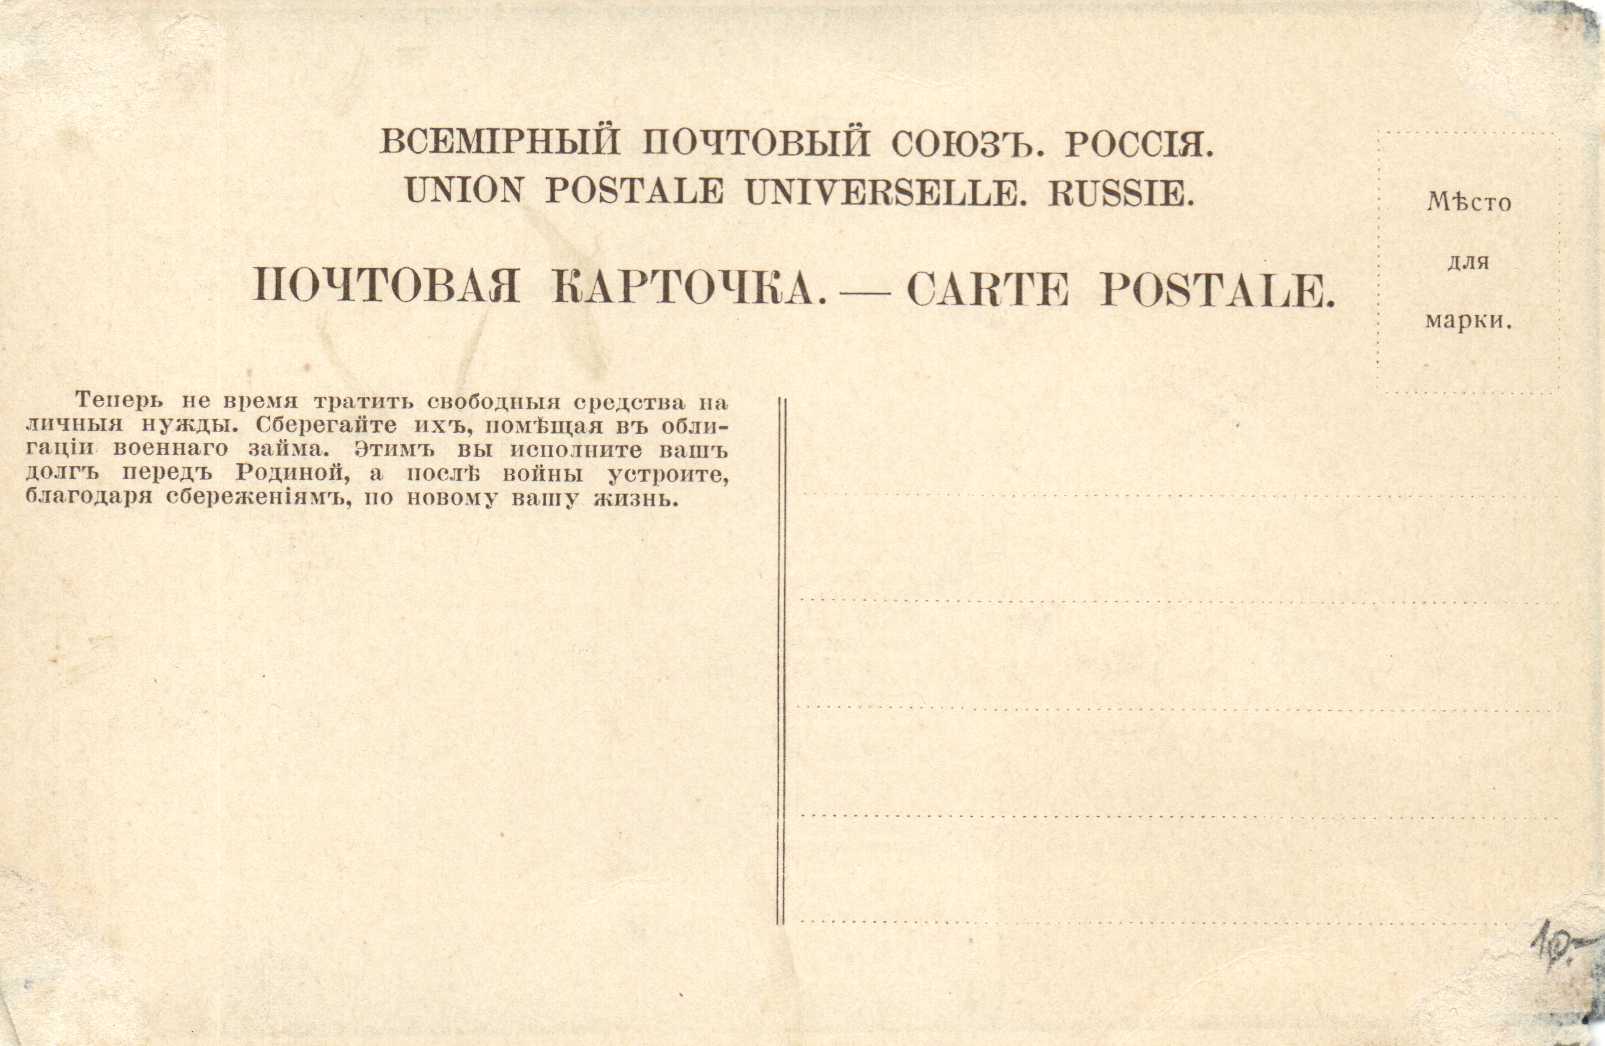 ВСЕМІРНЫЙ ПОЧТОВЫЙ СОЮЗЪ. РОССІЯ.
UNION POSTALE UNIVERSELLE. RUSSIE.
ПОЧТОВАЯ КАРТОЧКА. — CARTE POSTALE.
Мѣсто
для
марки.
Теперь не время тратить свободныя средства на
личныя нужды. Сберегайте ихъ, помѣщая въ обли-
гаціи военнаго займа. Этимъ вы исполните вашъ
долгъ передъ Родиной, а послѣ войны устроите,
благодаря сбереженіямъ, по новому вашу жизнь.